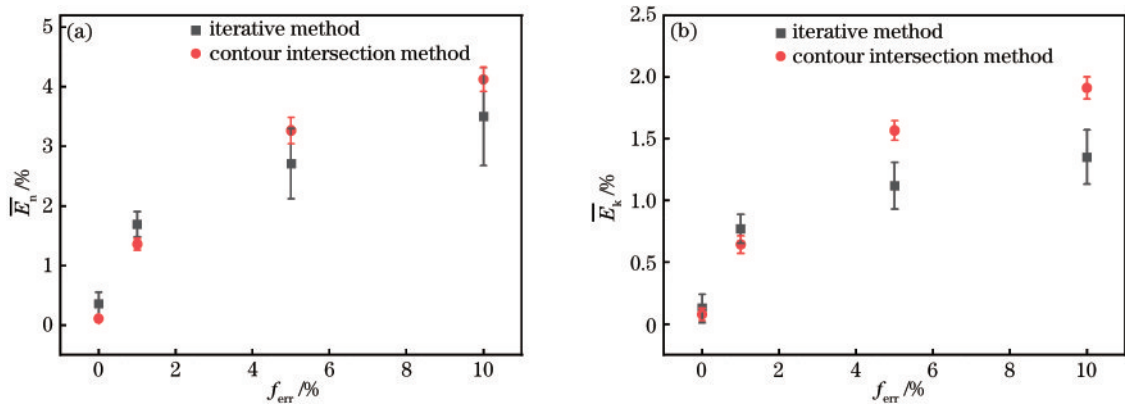 (a)
iterative method
contour intersection method
5
4
3
2
1
0
E̅n /%
0 2 4 6 8 10
ferr /%
(b)
iterative method
contour intersection method
2.5
2.0
1.5
1.0
0.5
0
E̅k /%
0 2 4 6 8 10
ferr /%